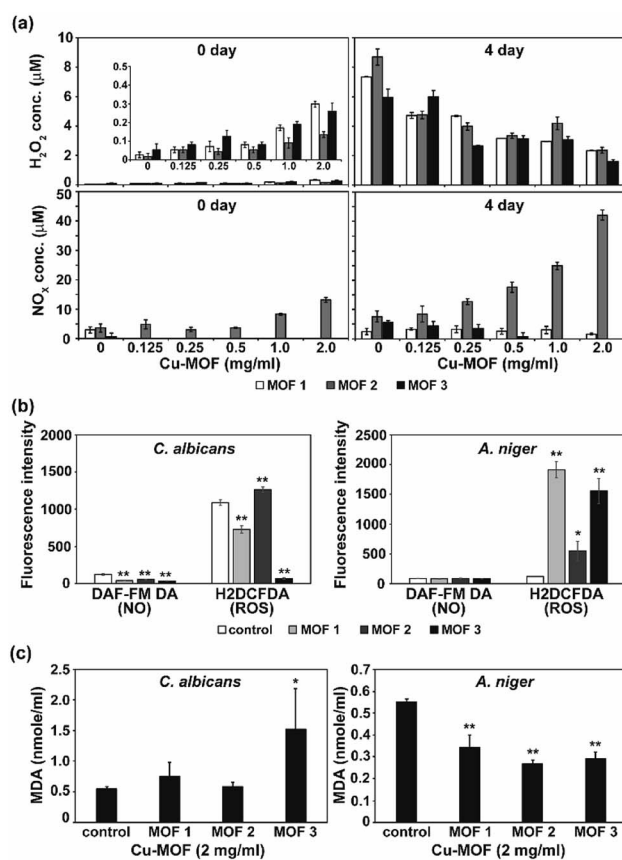 (a)
0 day
4 day
H₂O₂ conc. (μM)
10
8
6
4
2
0
0.5
0.4
0.3
0.2
0.1
0
0 0.125 0.25 0.5 1.0 2.0
0 day
4 day
NOₓ conc. (μM)
50
40
30
20
10
0
0 0.125 0.25 0.5 1.0 2.0
0 0.125 0.25 0.5 1.0 2.0
Cu-MOF (mg/ml)
Cu-MOF (mg/ml)
MOF 1 MOF 2 MOF 3
(b)
C. albicans
Fluorescence intensity
2000
1500
1000
500
0
** ** **
** ** **
DAF-FM DA H2DCFDA
(NO) (ROS)
A. niger
Fluorescence intensity
2000
1500
1000
500
0
** * **
DAF-FM DA H2DCFDA
(NO) (ROS)
control MOF 1 MOF 2 MOF 3
(c)
C. albicans
MDA (nmole/ml)
2.5
2.0
1.5
1.0
0.5
0
*
control MOF 1 MOF 2 MOF 3
Cu-MOF (2 mg/ml)
A. niger
MDA (nmole/ml)
0.7
0.6
0.5
0.4
0.3
0.2
0.1
0
** ** **
control MOF 1 MOF 2 MOF 3
Cu-MOF (2 mg/ml)